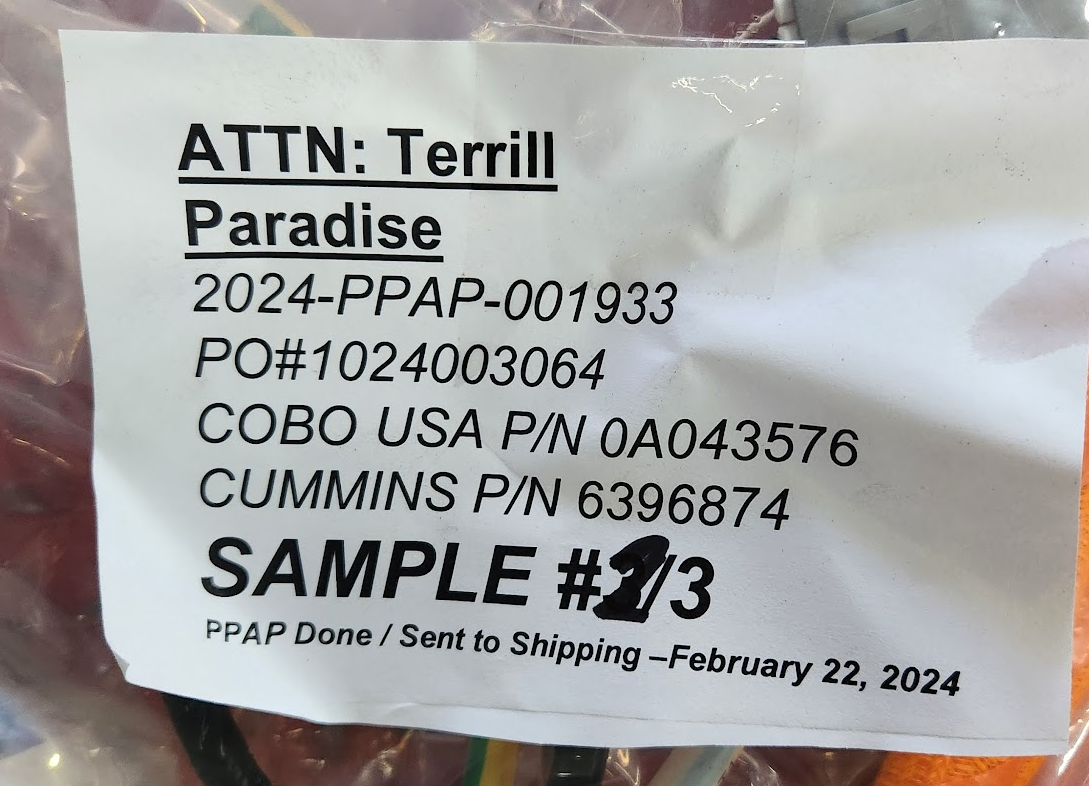 ATTN: Terrill
Paradise
2024-PPAP-001933
PO#1024003064
COBO USA P/N 0A043576
CUMMINS P/N 6396874
SAMPLE #2/3
PPAP Done / Sent to Shipping –February 22, 2024